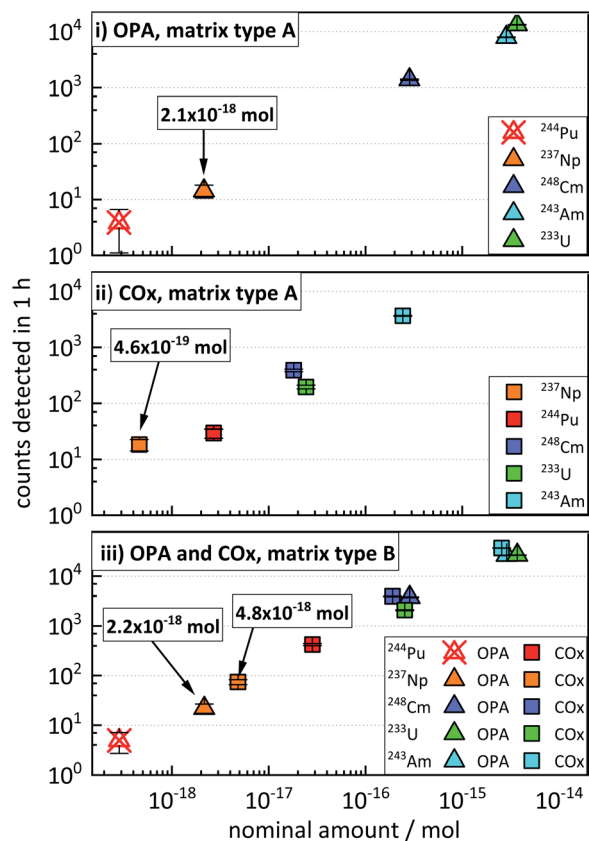 counts detected in 1 h
i) OPA, matrix type A
10⁴
10³
10²
10¹
10⁰
2.1x10⁻¹⁸ mol
²⁴⁴Pu
²³⁷Np
²⁴⁸Cm
²⁴³Am
²³³U
ii) COx, matrix type A
10⁴
10³
10²
10¹
10⁰
4.6x10⁻¹⁹ mol
²³⁷Np
²⁴⁴Pu
²⁴⁸Cm
²³³U
²⁴³Am
iii) OPA and COx, matrix type B
10⁴
10³
10²
10¹
10⁰
2.2x10⁻¹⁸ mol
4.8x10⁻¹⁸ mol
²⁴⁴Pu OPA COx
²³⁷Np OPA COx
²⁴⁸Cm OPA COx
²³³U OPA COx
²⁴³Am OPA COx
10⁻¹⁸ 10⁻¹⁷ 10⁻¹⁶ 10⁻¹⁵ 10⁻¹⁴
nominal amount / mol